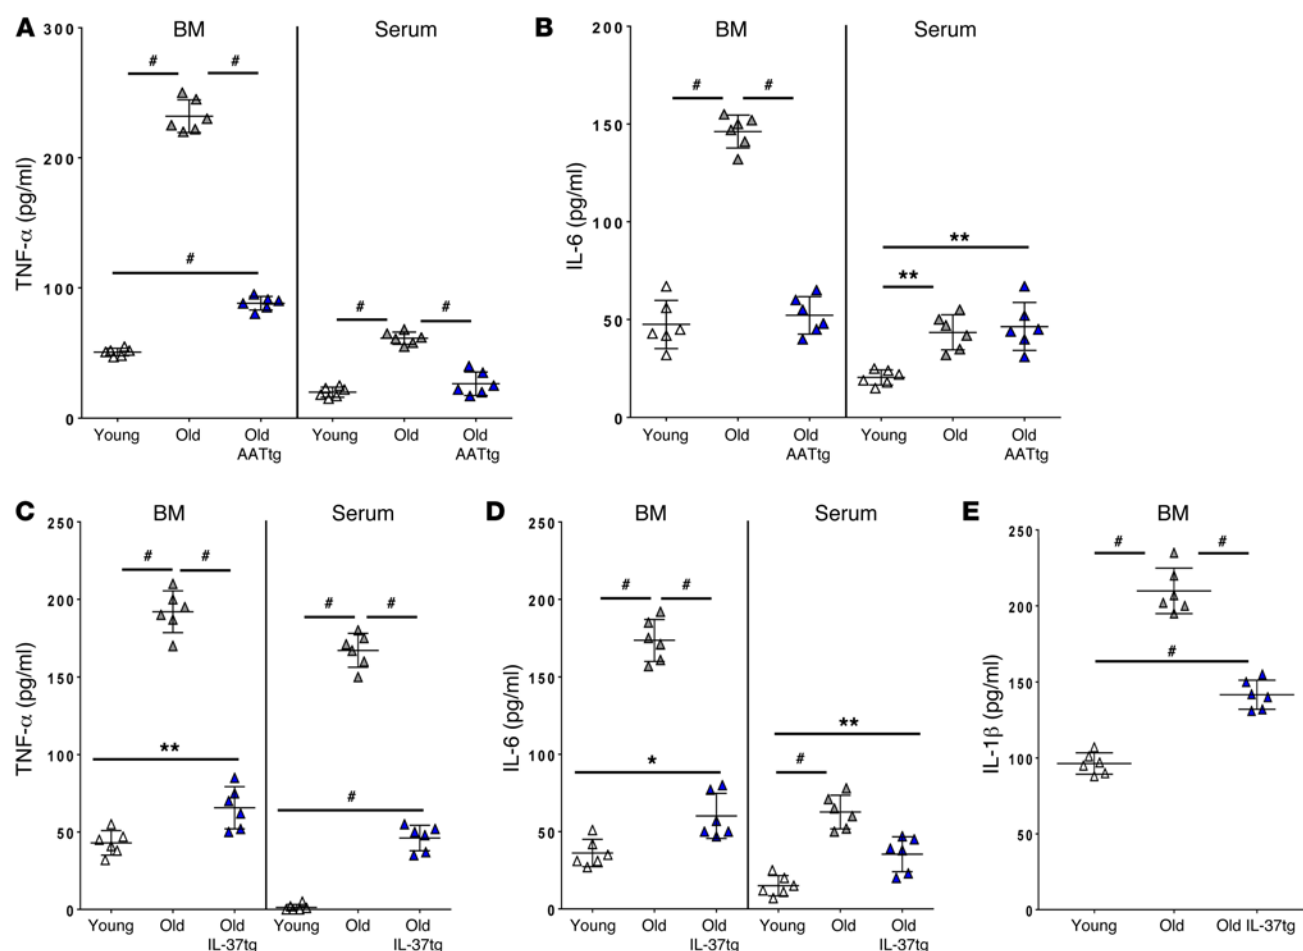 A
BM
Serum
#
#
#
#
#
300
200
100
0
TNF-α (pg/ml)
Young
Old
Old
AATtg
Young
Old
Old
AATtg
B
BM
Serum
#
#
**
**
200
150
100
50
0
IL-6 (pg/ml)
Young
Old
Old
AATtg
Young
Old
Old
AATtg
C
BM
Serum
#
#
**
#
#
#
250
200
150
100
50
0
TNF-α (pg/ml)
Young
Old
Old
IL-37tg
Young
Old
Old
IL-37tg
D
BM
Serum
#
#
*
#
**
250
200
150
100
50
0
IL-6 (pg/ml)
Young
Old
Old
IL-37tg
Young
Old
Old
IL-37tg
E
BM
#
#
#
250
200
150
100
50
0
IL-1β (pg/ml)
Young
Old
Old IL-37tg